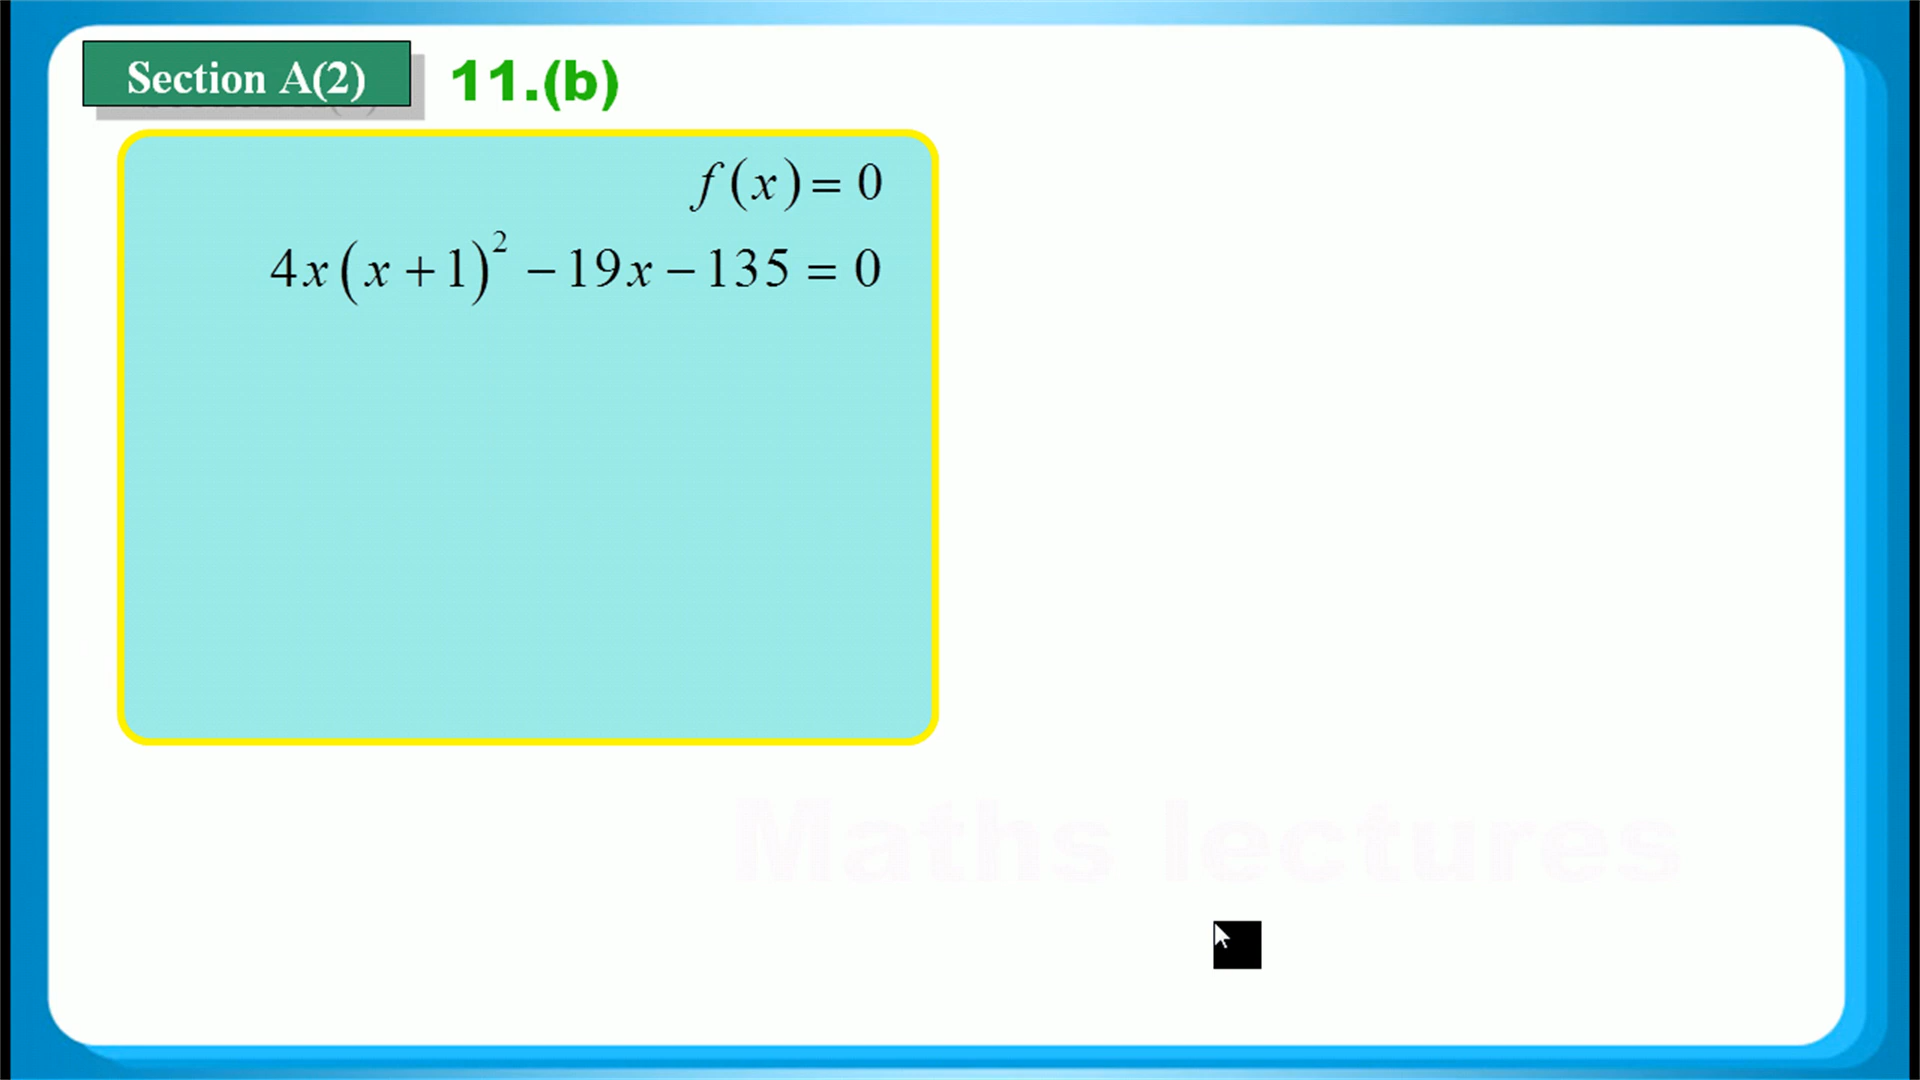 Section A(2) 11.(b)
f(x) = 0
4x(x+1)² − 19x − 135 = 0
Maths lectures